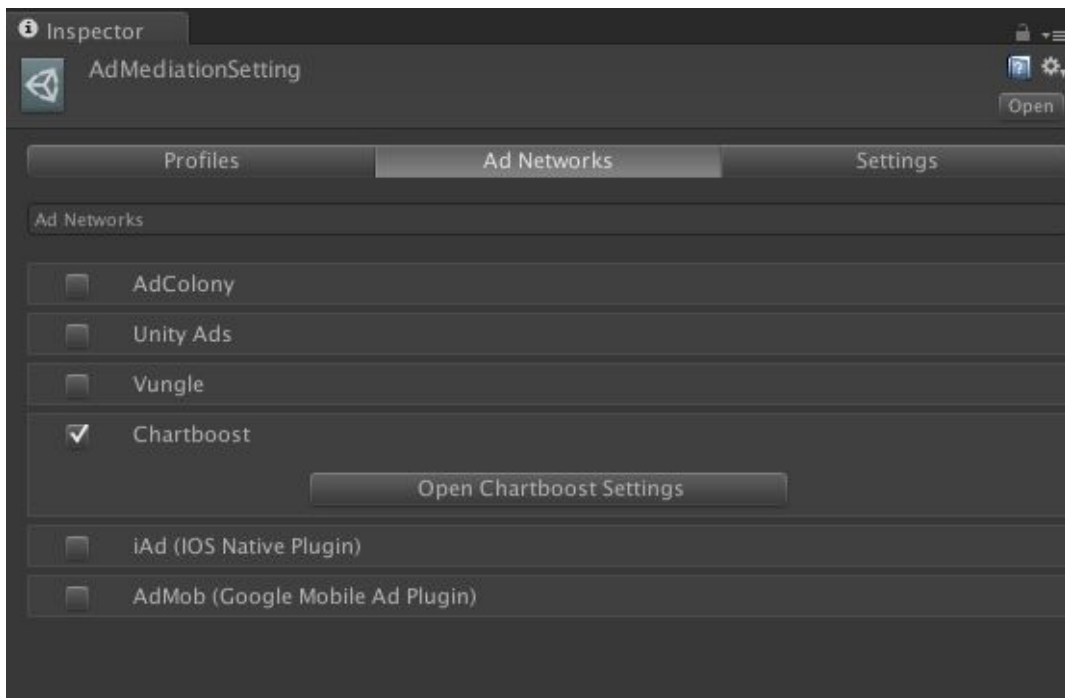 Inspector
AdMediationSetting
Open
Profiles Ad Networks Settings
Ad Networks
AdColony
Unity Ads
Vungle
Chartboost
Open Chartboost Settings
iAd (IOS Native Plugin)
AdMob (Google Mobile Ad Plugin)